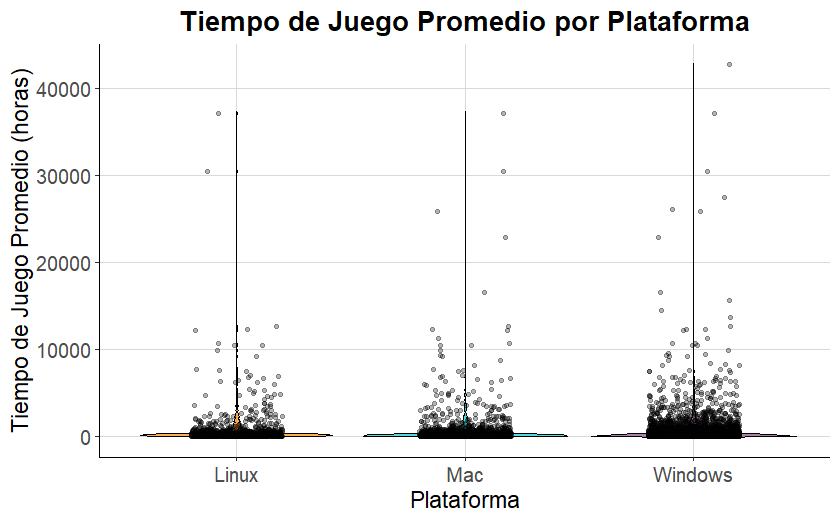 Tiempo de Juego Promedio por Plataforma
Tiempo de Juego Promedio (horas)
40000
30000
20000
10000
0
Linux
Mac
Windows
Plataforma